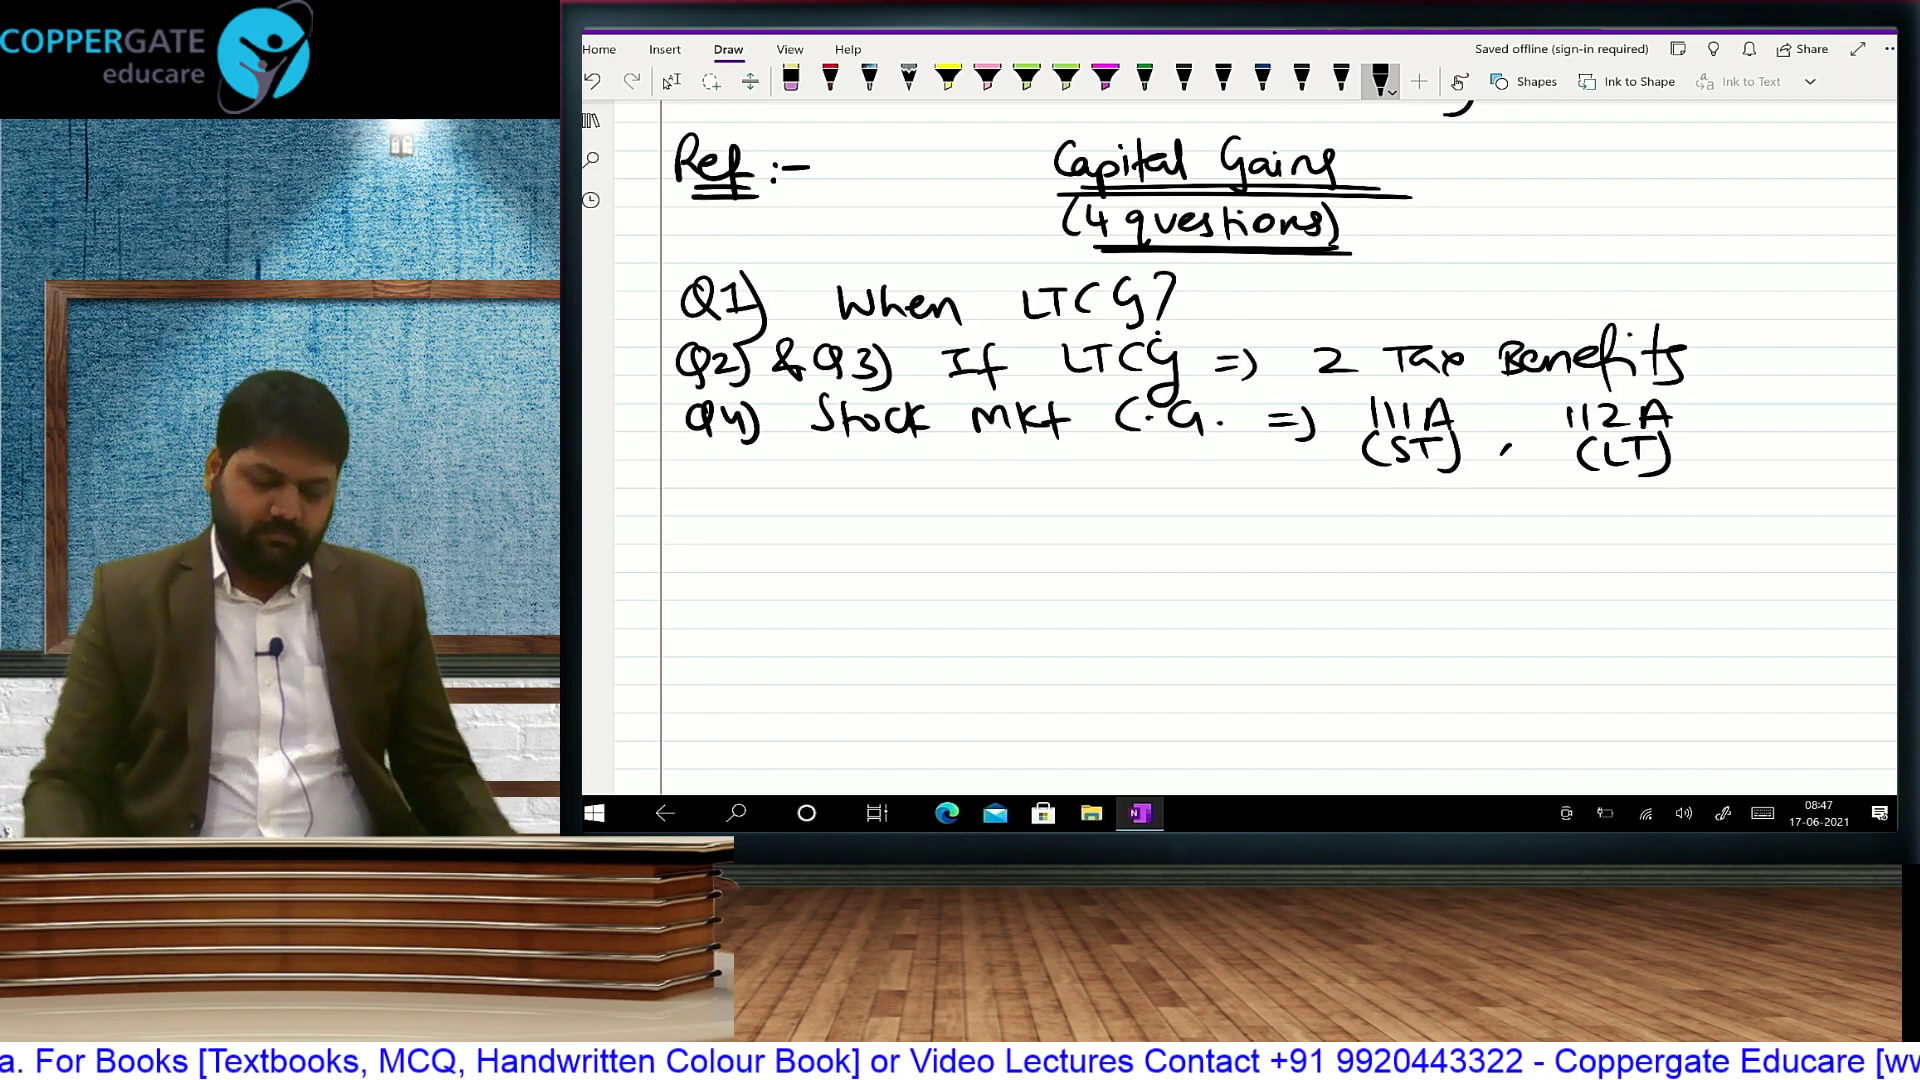 COPPERGATE
educare
Home Insert Draw View Help Saved offline (sign-in required) Share
Shapes Ink to Shape Ink to Text
Ref :- Capital Gains
(4 questions)
Q1) When LTCG?
Q2) & Q3) If LTCG => 2 Tax Benefits
Q4) Stock Mkt C.G. => 111A 112A
(ST) , (LT)
08:47
17-06-2021
a. For Books [Textbooks, MCQ, Handwritten Colour Book] or Video Lectures Contact +91 9920443322 - Coppergate Educare [ww